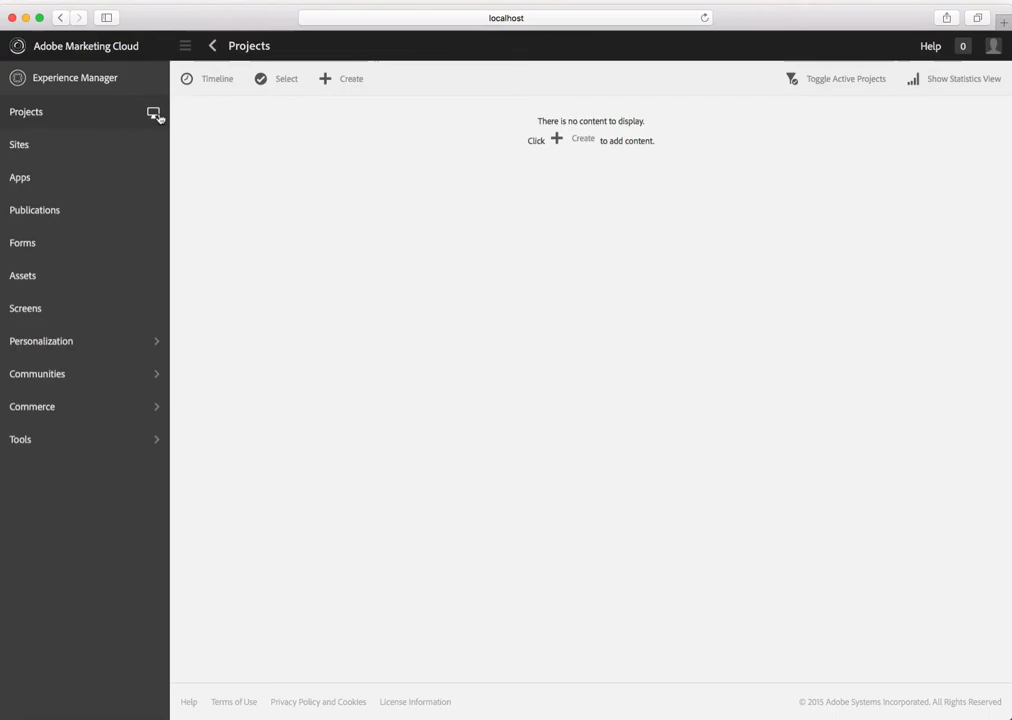 localhost
Adobe Marketing Cloud
Projects
Help
0
Experience Manager
Timeline
Select
Create
Toggle Active Projects
Show Statistics View
Projects
Sites
Apps
Publications
Forms
Assets
Screens
Personalization
Communities
Commerce
Tools
There is no content to display.
Click + Create to add content.
Help
Terms of Use
Privacy Policy and Cookies
License Information
© 2015 Adobe Systems Incorporated. All Rights Reserved